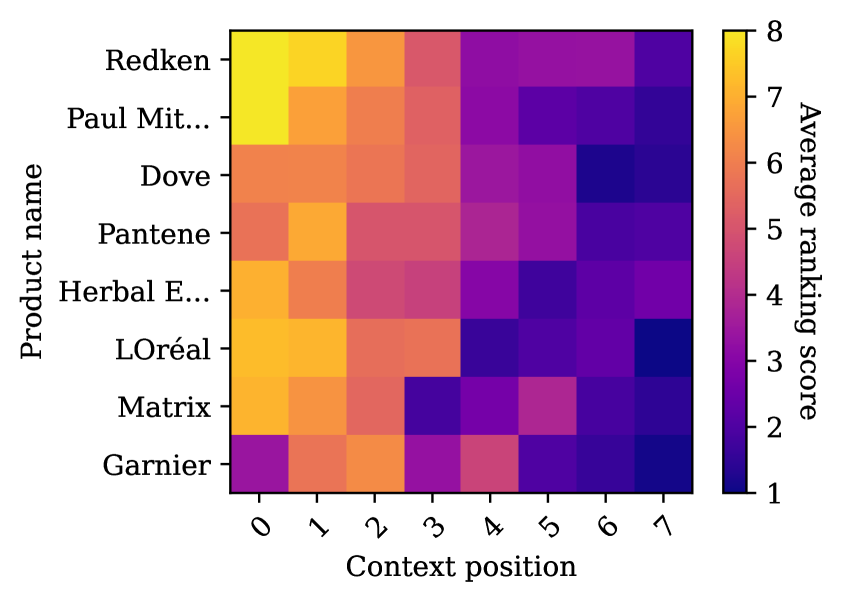 Product name
Redken
Paul Mit...
Dove
Pantene
Herbal E...
LOréal
Matrix
Garnier
0 1 2 3 4 5 6 7
Context position
8
7
6
5
4
3
2
1
Average ranking score